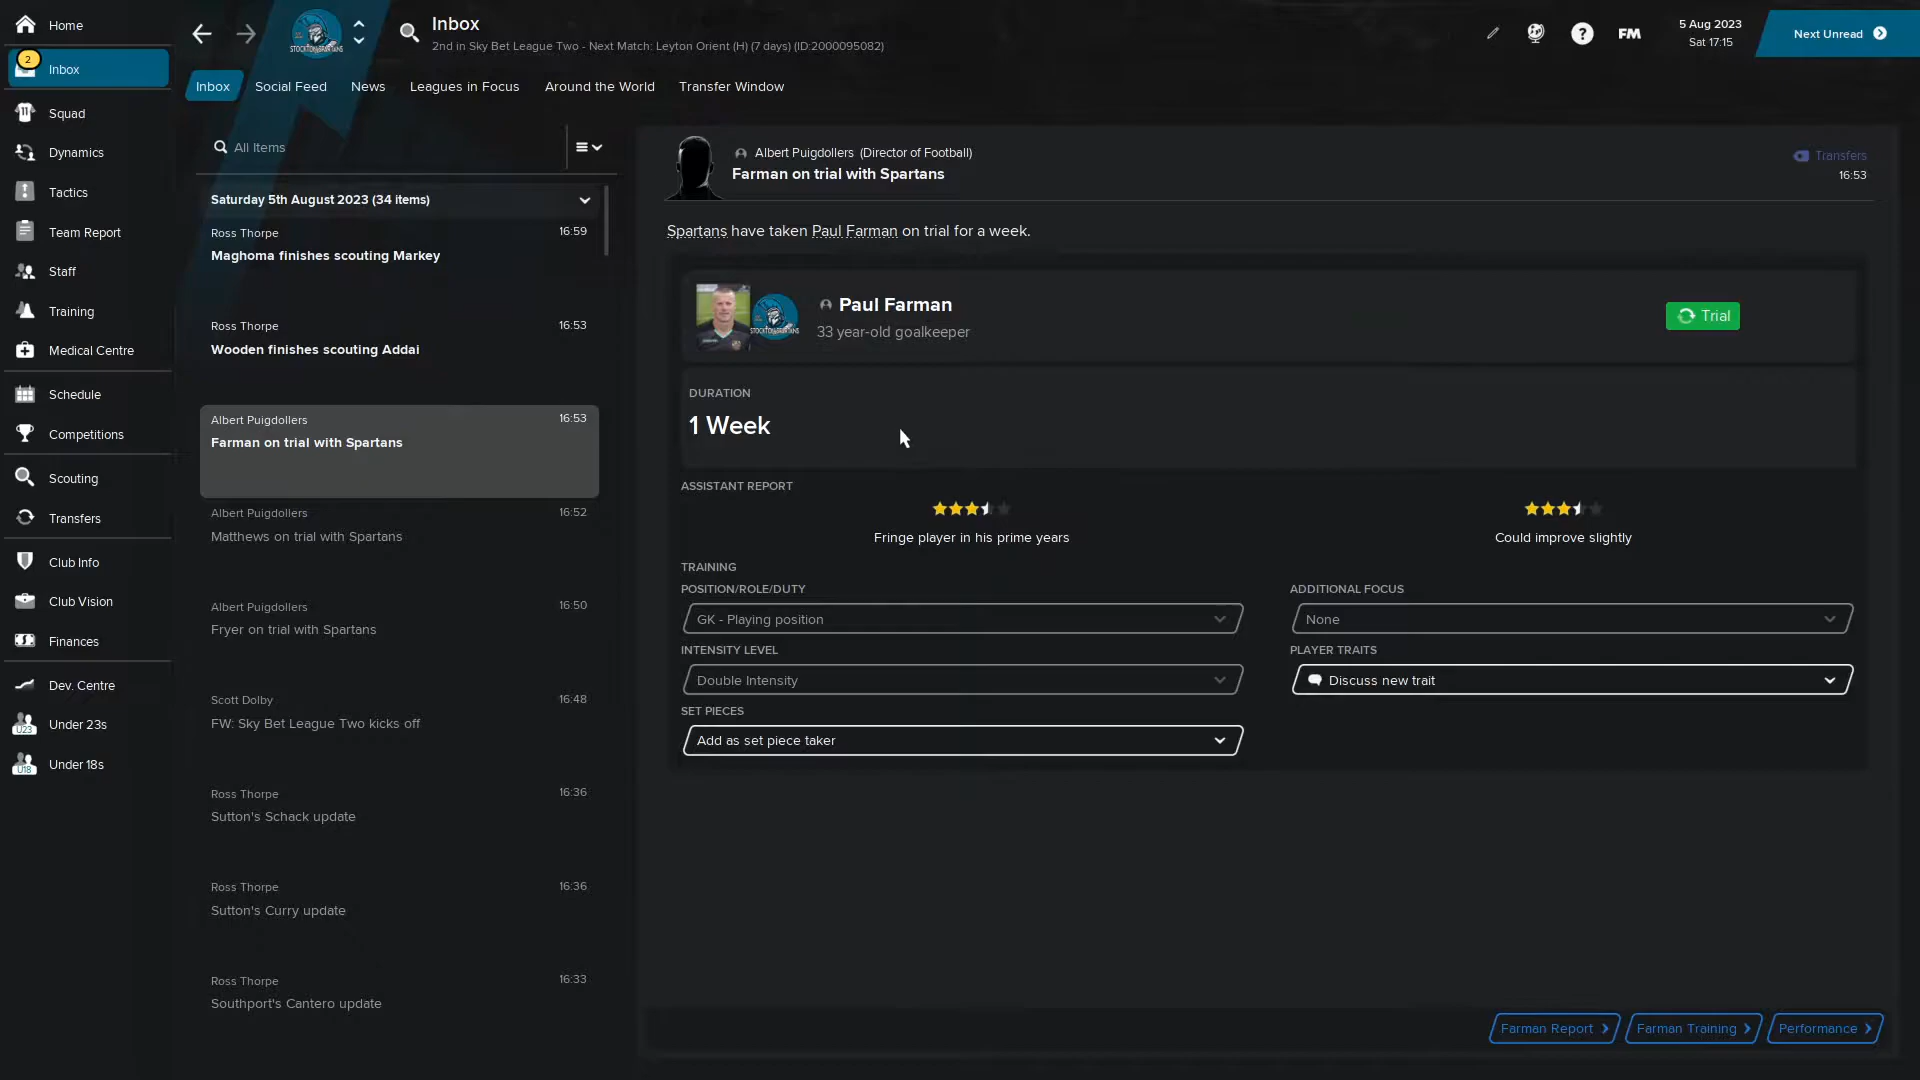 Home
2
Inbox
Squad
Dynamics
Tactics
Team Report
Staff
Training
Medical Centre
Schedule
Competitions
Scouting
Transfers
Club Info
Club Vision
Finances
Dev. Centre
U23
Under 23s
U18
Under 18s
STOCKTON SPARTANS
Inbox
2nd in Sky Bet League Two - Next Match: Leyton Orient (H) (7 days) (ID:2000095082)
?
FM
5 Aug 2023
Sat 17:15
Next Unread
Inbox
Social Feed
News
Leagues in Focus
Around the World
Transfer Window
All Items
Saturday 5th August 2023 (34 items)
Ross Thorpe 16:59
Maghoma finishes scouting Markey
Ross Thorpe 16:53
Wooden finishes scouting Addai
Albert Puigdollers 16:53
Farman on trial with Spartans
Albert Puigdollers 16:52
Matthews on trial with Spartans
Albert Puigdollers 16:50
Fryer on trial with Spartans
Scott Dolby 16:48
FW: Sky Bet League Two kicks off
Ross Thorpe 16:36
Sutton's Schack update
Ross Thorpe 16:36
Sutton's Curry update
Ross Thorpe 16:33
Southport's Cantero update
Albert Puigdollers (Director of Football)
Farman on trial with Spartans
Transfers
16:53
Spartans have taken Paul Farman on trial for a week.
Paul Farman
33 year-old goalkeeper
Trial
DURATION
1 Week
ASSISTANT REPORT
Fringe player in his prime years
Could improve slightly
TRAINING
POSITION/ROLE/DUTY
GK - Playing position
ADDITIONAL FOCUS
None
INTENSITY LEVEL
Double Intensity
PLAYER TRAITS
Discuss new trait
SET PIECES
Add as set piece taker
Farman Report
Farman Training
Performance